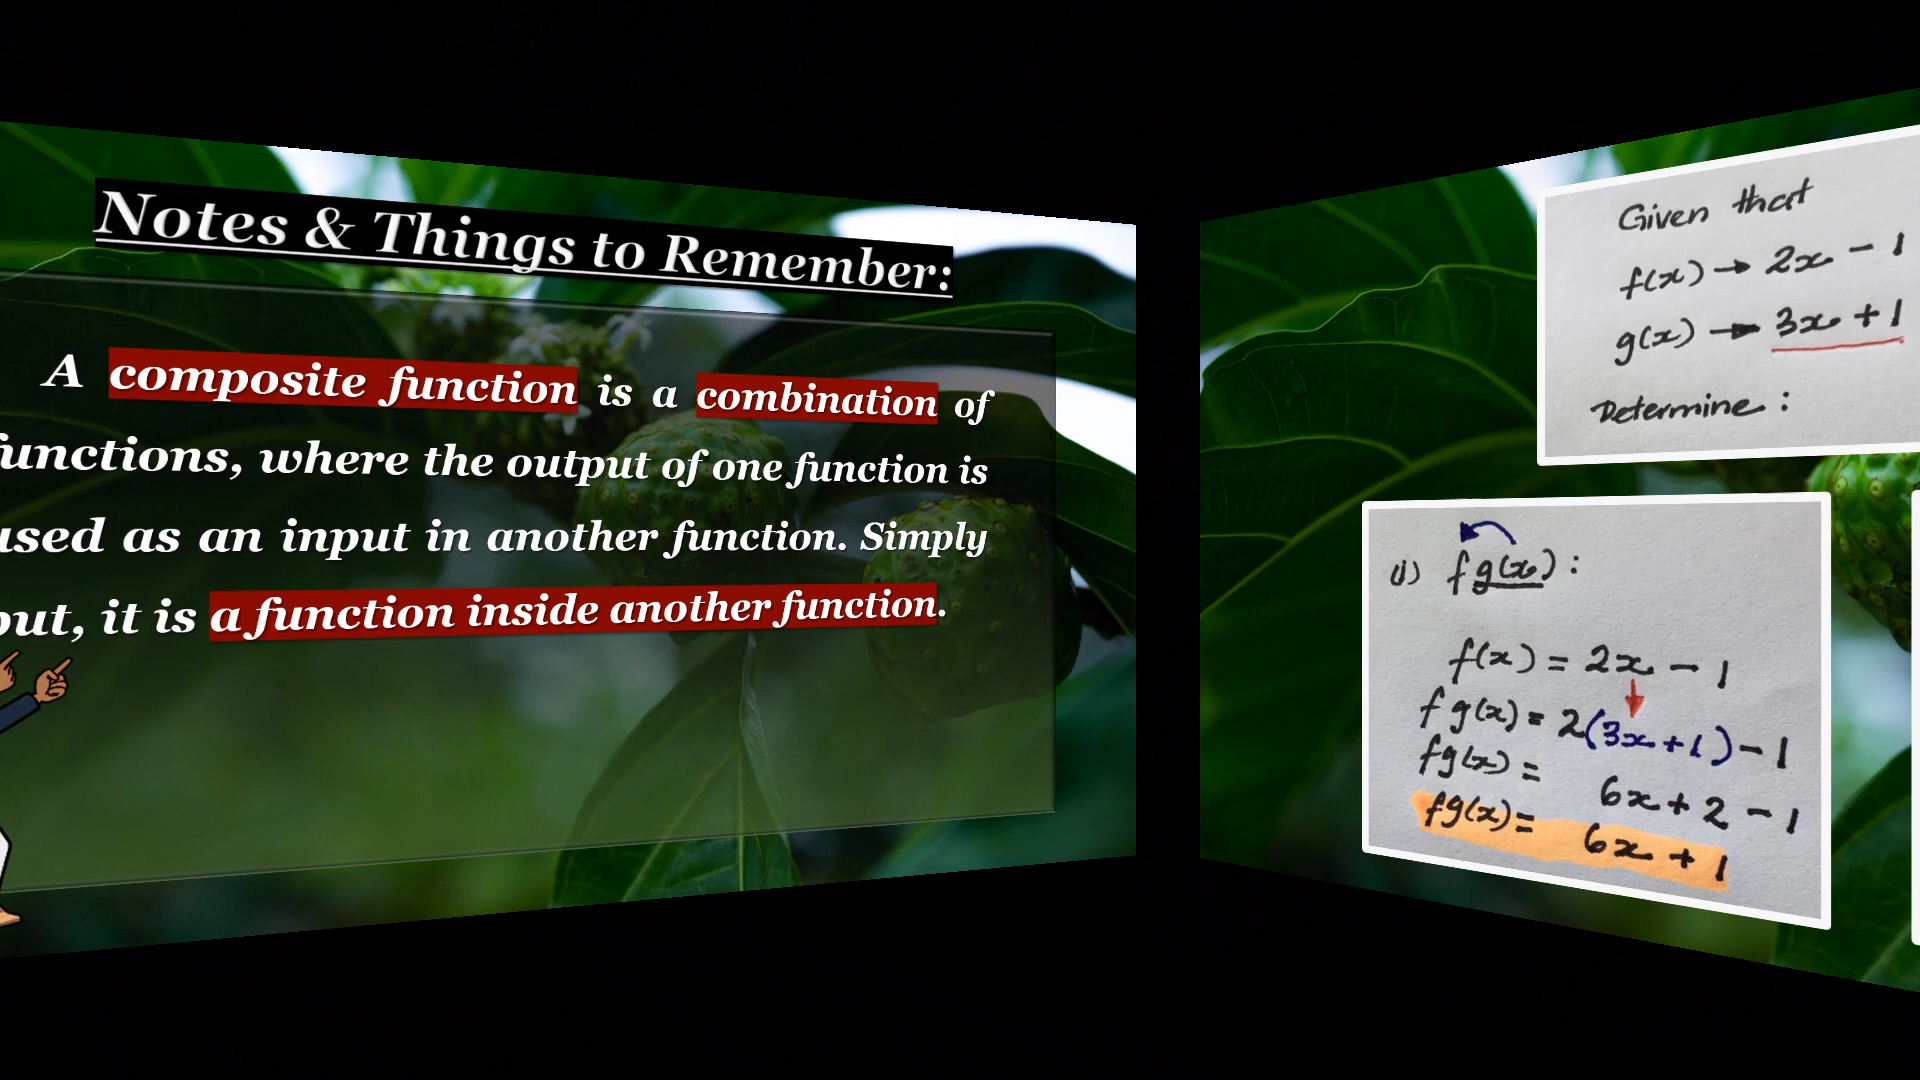 Notes & Things to Remember:
A composite function is a combination of
functions, where the output of one function is
used as an input in another function. Simply
put, it is a function inside another function.
Given that
f(x) → 2x - 1
g(x) → 3x + 1
Determine :
(i) fg(x) :
f(x) = 2x - 1
fg(x) = 2(3x + 1) - 1
fg(x) = 6x + 2 - 1
fg(x) = 6x + 1